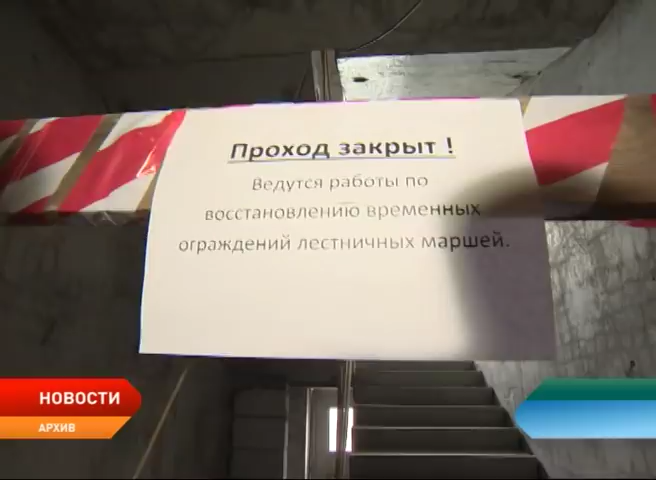 Проход закрыт !
Ведутся работы по
восстановлению временных
ограждений лестничных маршей.
НОВОСТИ
АРХИВ